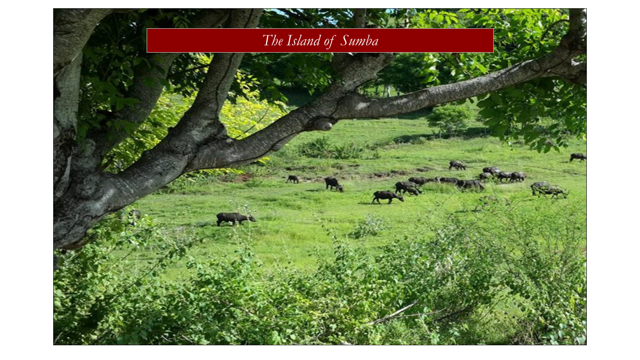 The Island of Sumba